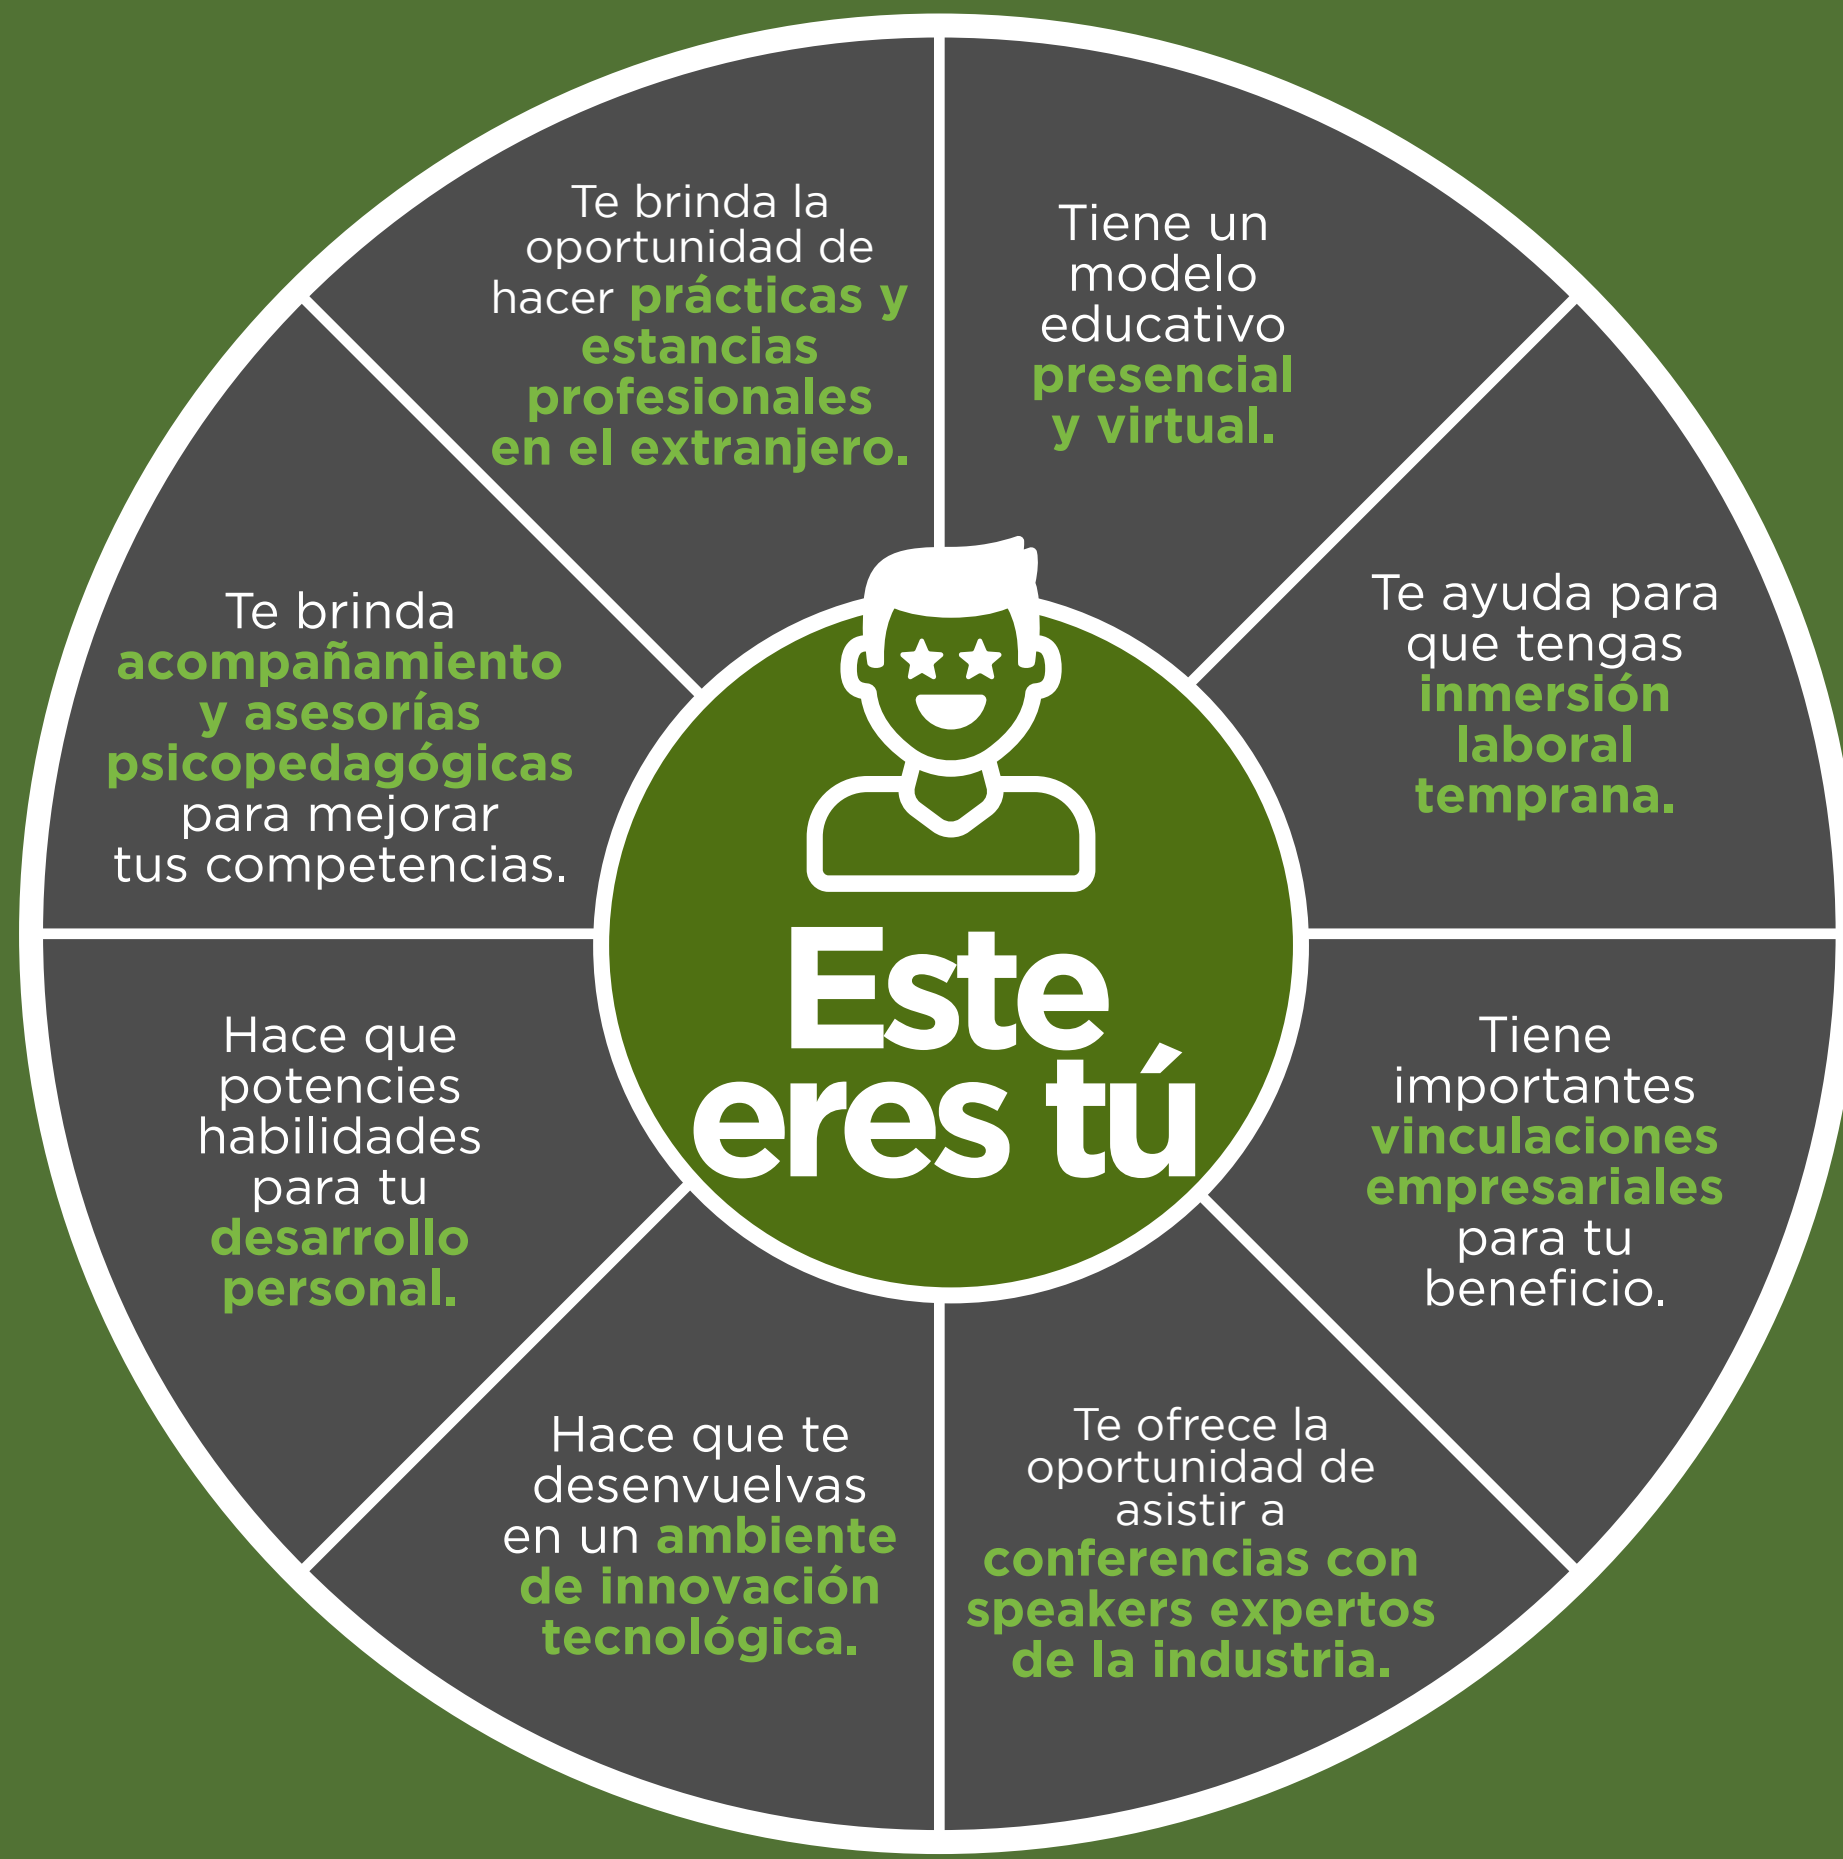 Te brinda la
oportunidad de
hacer prácticas y
estancias
profesionales
en el extranjero.
Tiene un
modelo
educativo
presencial
y virtual.
Te ayuda para
que tengas
inmersión
laboral
temprana.
Tiene
importantes
vinculaciones
empresariales
para tu
beneficio.
Te ofrece la
oportunidad de
asistir a
conferencias con
speakers expertos
de la industria.
Hace que te
desenvuelvas
en un ambiente
de innovación
tecnológica.
Hace que
potencies
habilidades
para tu
desarrollo
personal.
Te brinda
acompañamiento
y asesorías
psicopedagógicas
para mejorar
tus competencias.
Este
eres tú